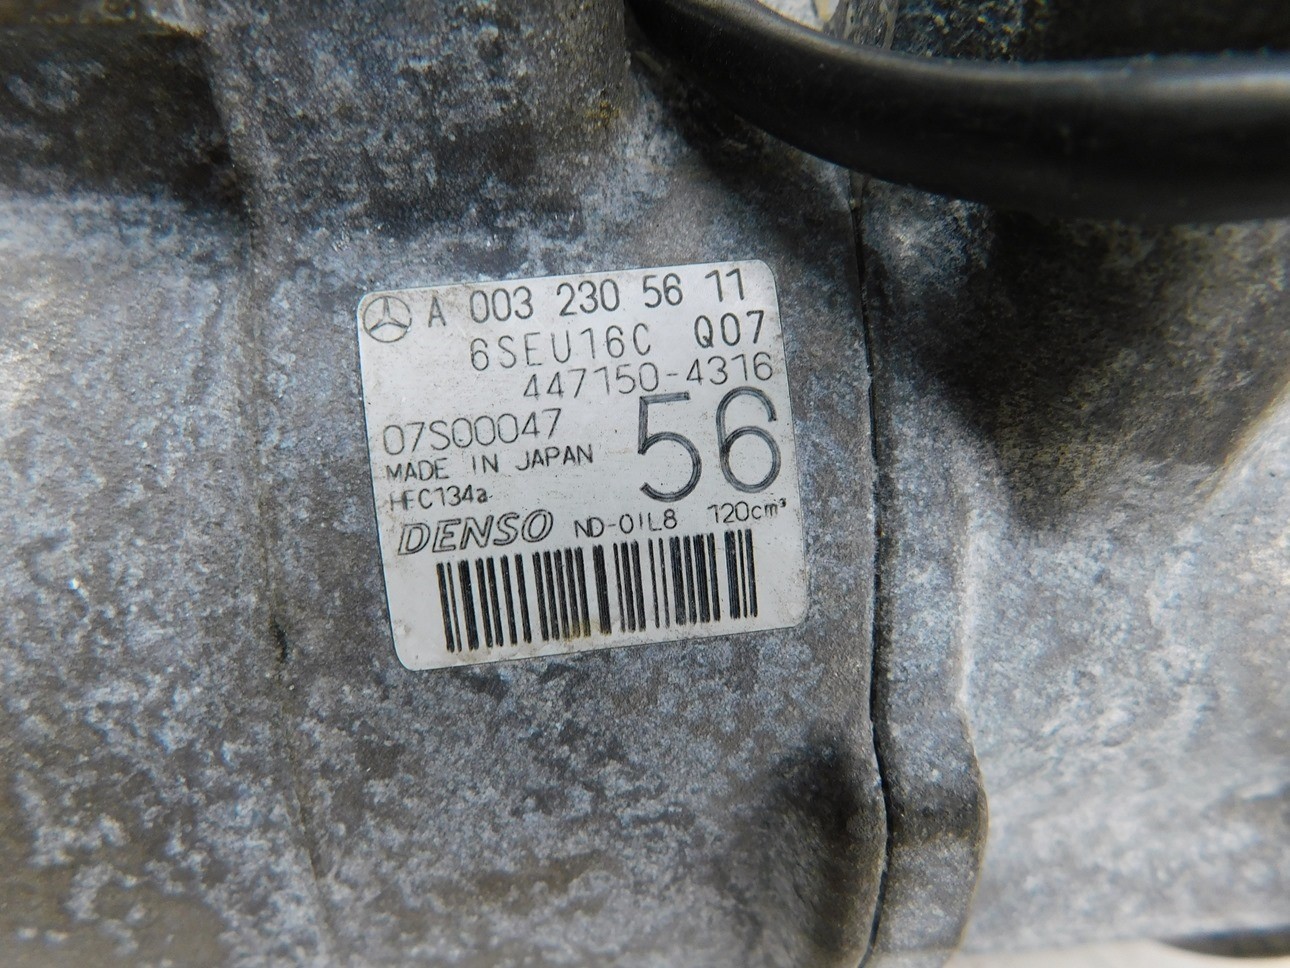 A 003 230 56 11
6SEU16C Q07
447150-4316
07S00047 56
MADE IN JAPAN
HFC134a
DENSO ND-OIL8 120cm³